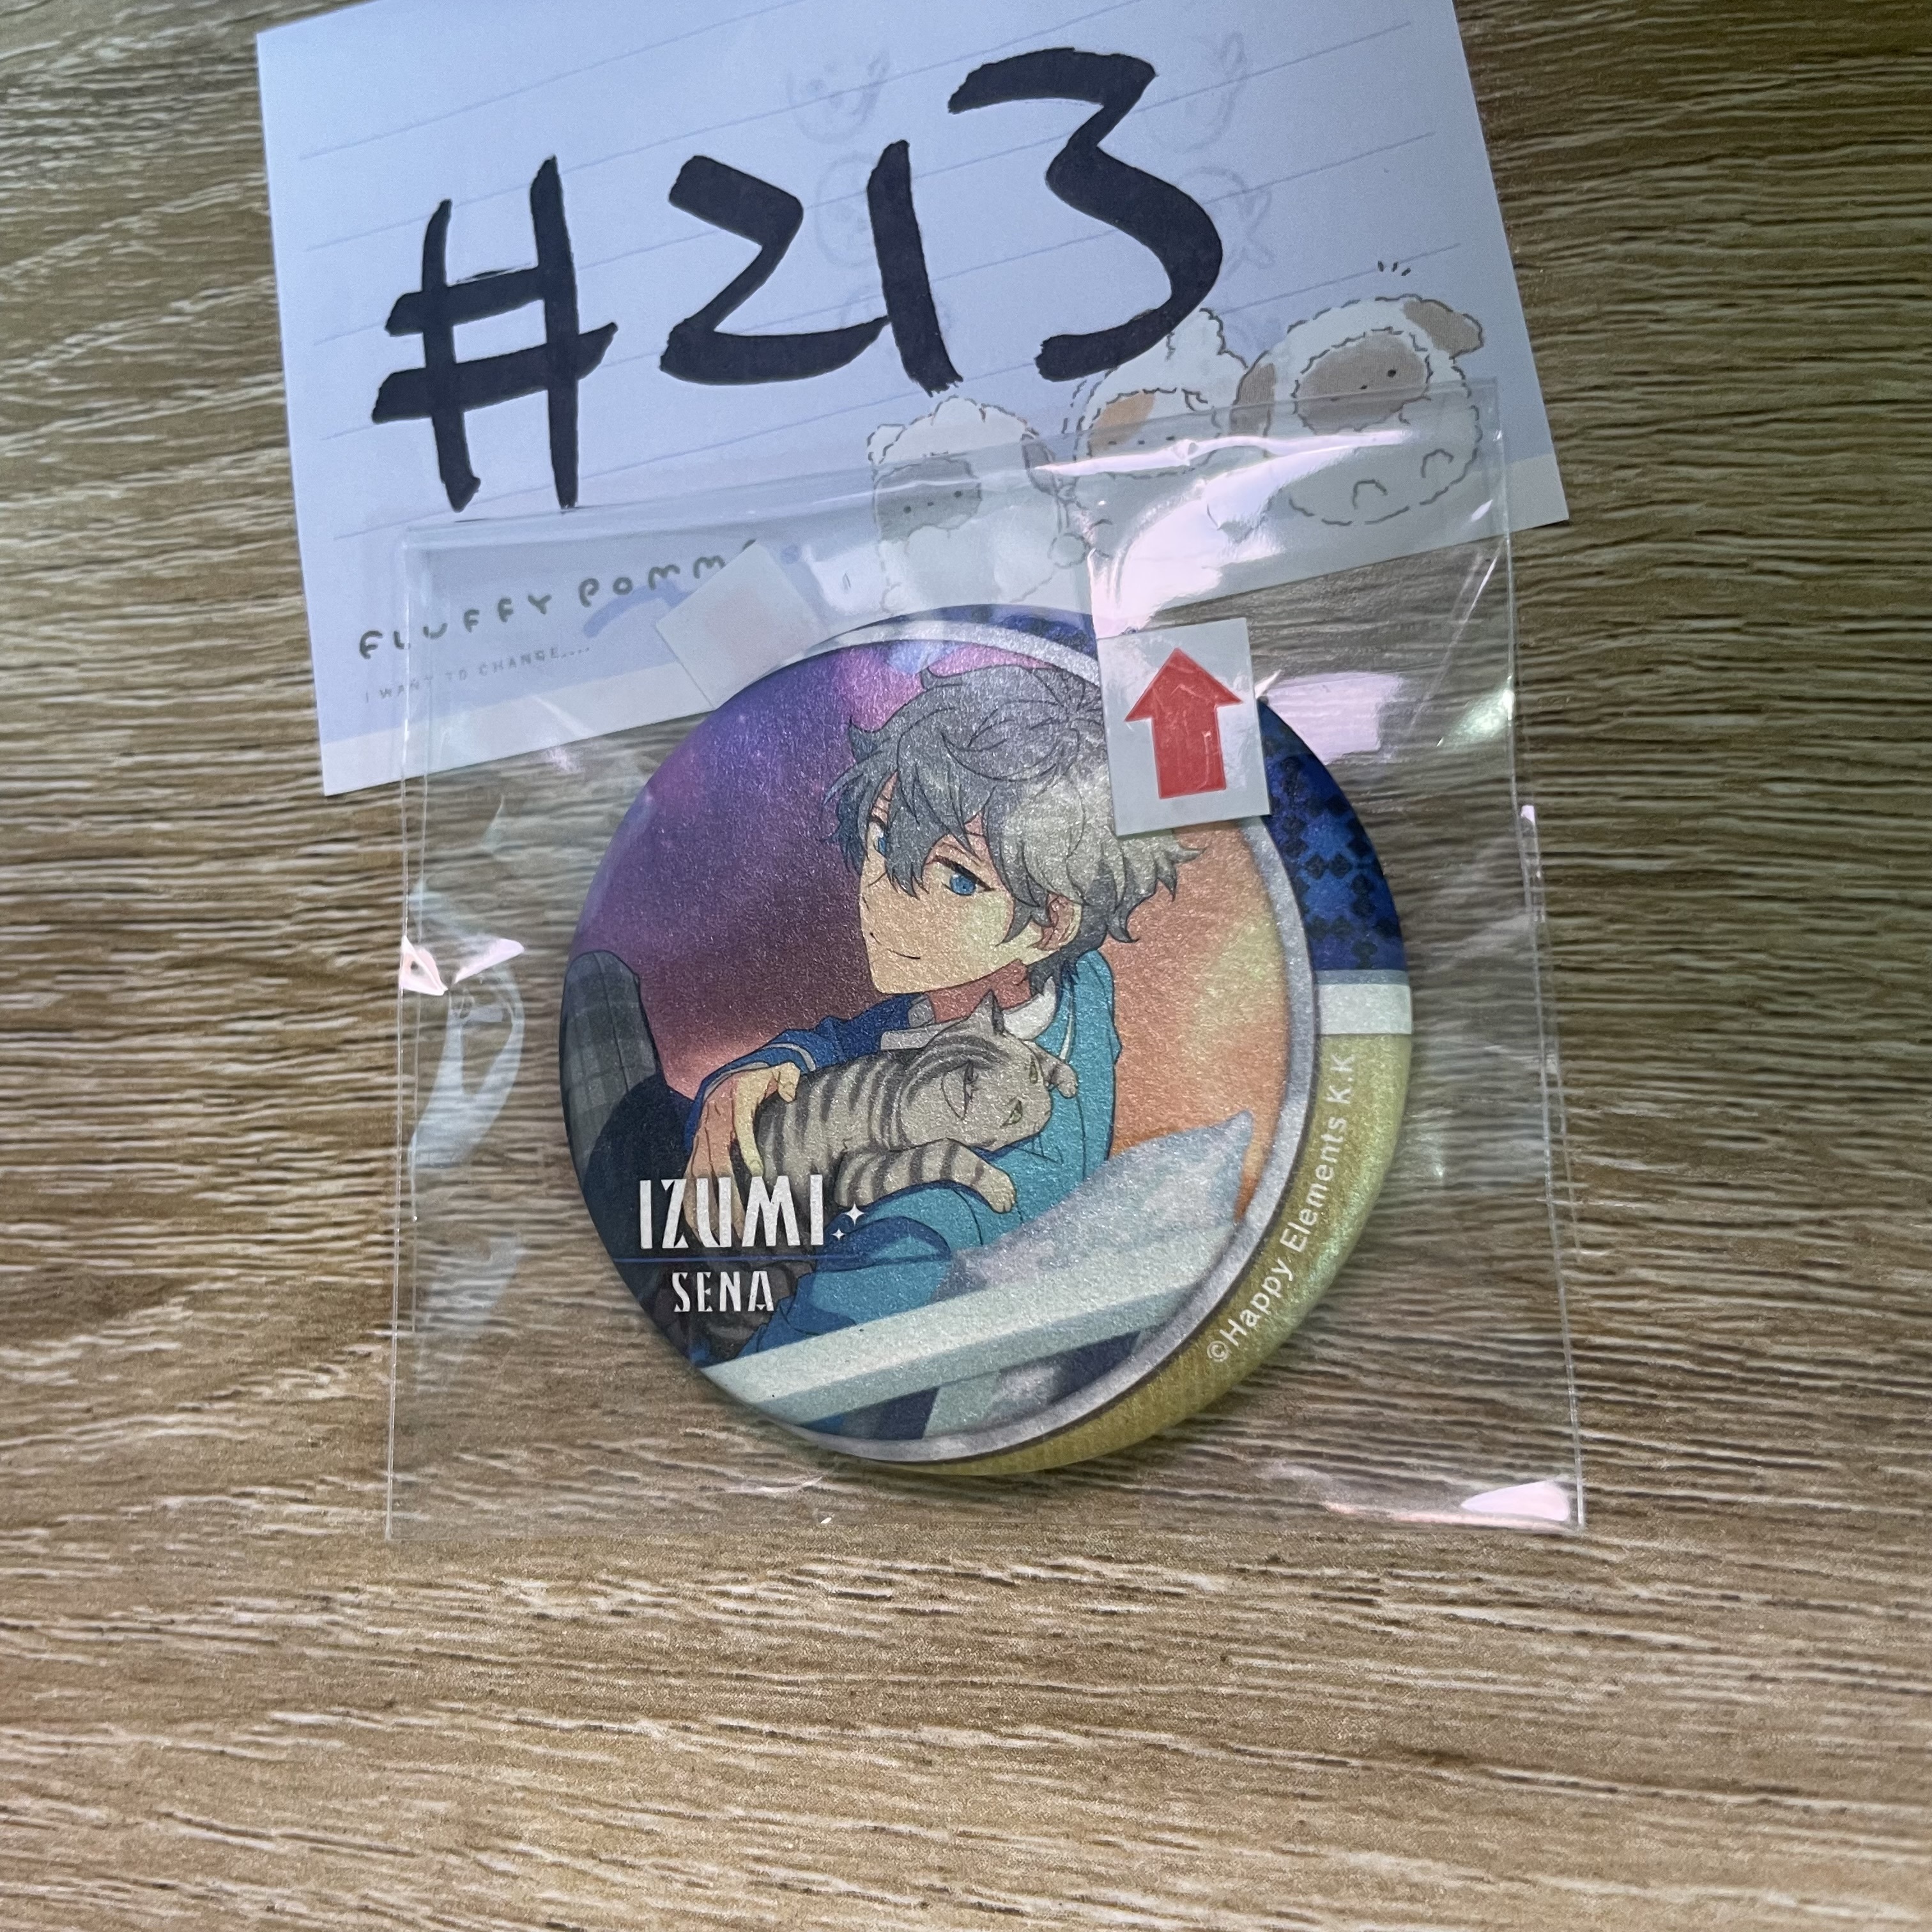 #213
FLUFFY POMM
I WANT TO CHANGE....
IZUMI
SENA
©Happy Elements K.K